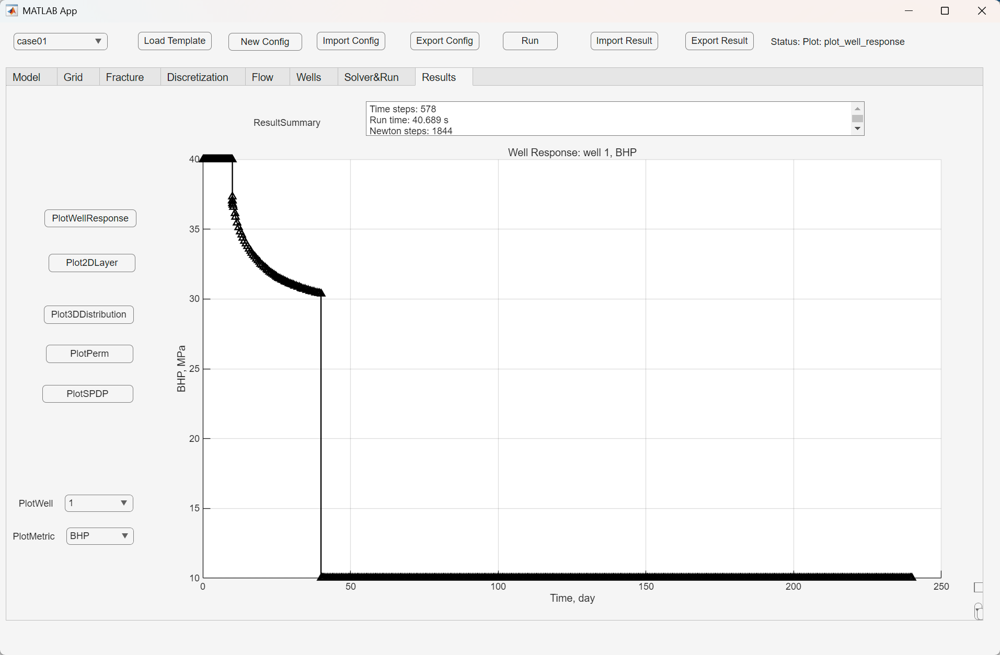 MATLAB App
case01
Load Template
New Config
Import Config
Export Config
Run
Import Result
Export Result
Status: Plot: plot_well_response
Model
Grid
Fracture
Discretization
Flow
Wells
Solver&Run
Results
ResultSummary
Time steps: 578
Run time: 40.689 s
Newton steps: 1844
PlotWellResponse
Plot2DLayer
Plot3DDistribution
PlotPerm
PlotSPDP
PlotWell
1
PlotMetric
BHP
Well Response: well 1, BHP
BHP, MPa
40
35
30
25
20
15
10
0
50
100
150
200
250
Time, day